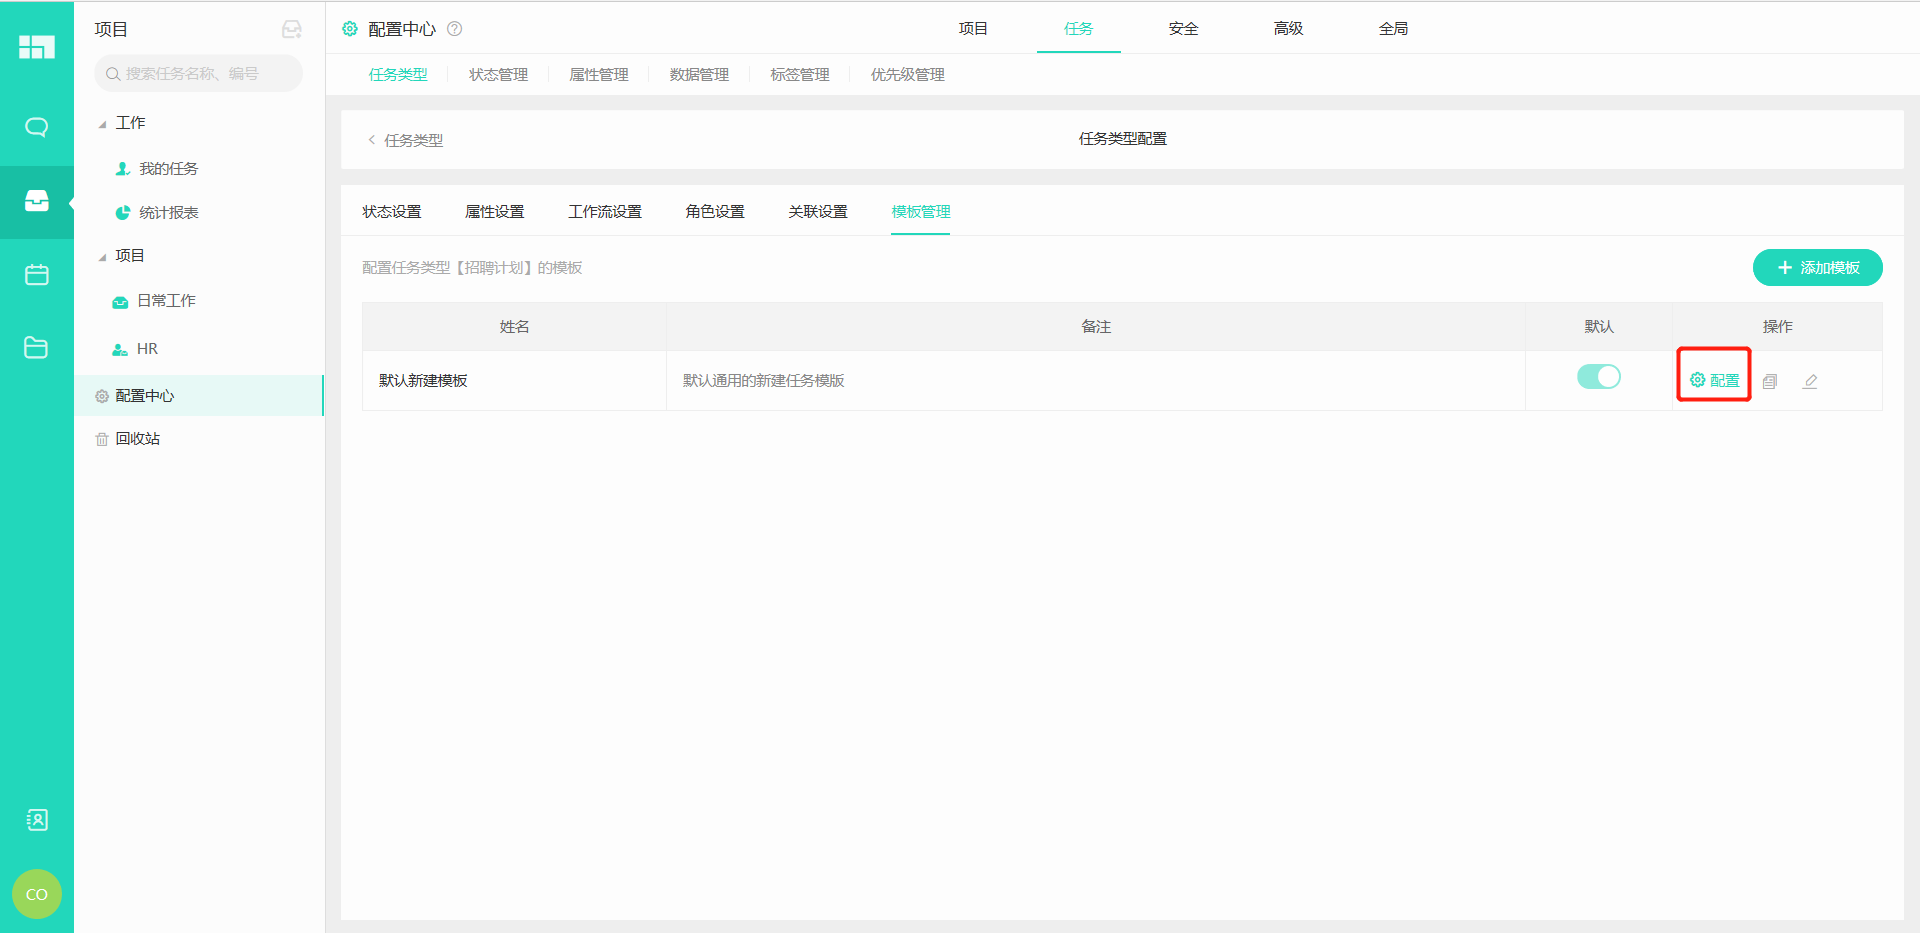 项目
搜索任务名称、编号
工作
我的任务
统计报表
项目
日常工作
HR
配置中心
回收站
CO
配置中心
项目 任务 安全 高级 全局
任务类型 状态管理 属性管理 数据管理 标签管理 优先级管理
任务类型 任务类型配置
状态设置 属性设置 工作流设置 角色设置 关联设置 模板管理
配置任务类型【招聘计划】的模板 添加模板
姓名 备注 默认 操作
默认新建模板 默认通用的新建任务模版 配置